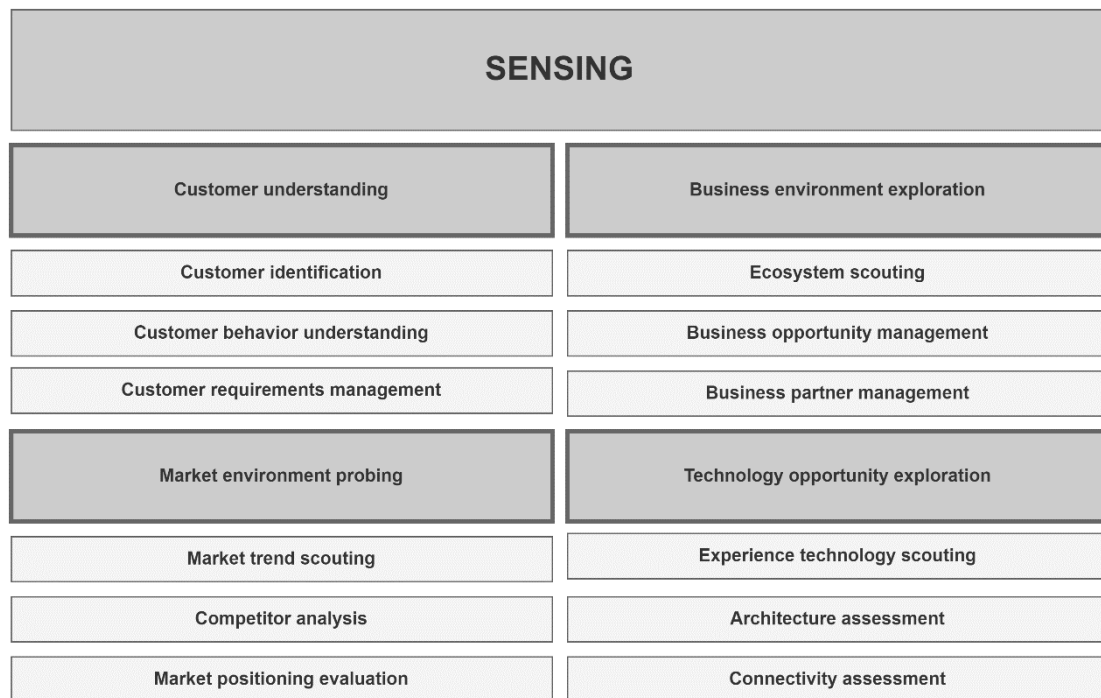 SENSING
Customer understanding
Customer identification
Customer behavior understanding
Customer requirements management
Business environment exploration
Ecosystem scouting
Business opportunity management
Business partner management
Market environment probing
Market trend scouting
Competitor analysis
Market positioning evaluation
Technology opportunity exploration
Experience technology scouting
Architecture assessment
Connectivity assessment